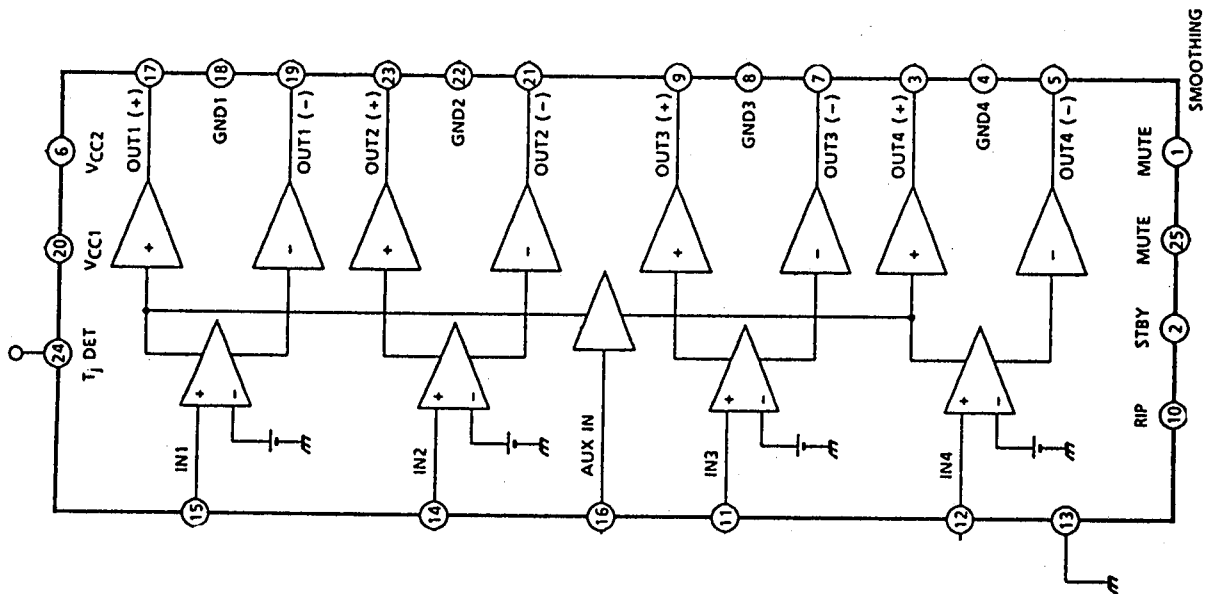 6
VCC2
20
VCC1
24
Tj DET
17
OUT1 (+)
18
GND1
19
OUT1 (-)
+
-
IN1
15
+
-
23
OUT2 (+)
22
GND2
21
OUT2 (-)
+
-
IN2
14
+
-
AUX IN
16
9
OUT3 (+)
8
GND3
7
OUT3 (-)
+
-
IN3
11
+
-
3
OUT4 (+)
4
GND4
5
OUT4 (-)
+
-
IN4
12
+
-
13
RIP
10
STBY
2
MUTE
25
MUTE
1
SMOOTHING